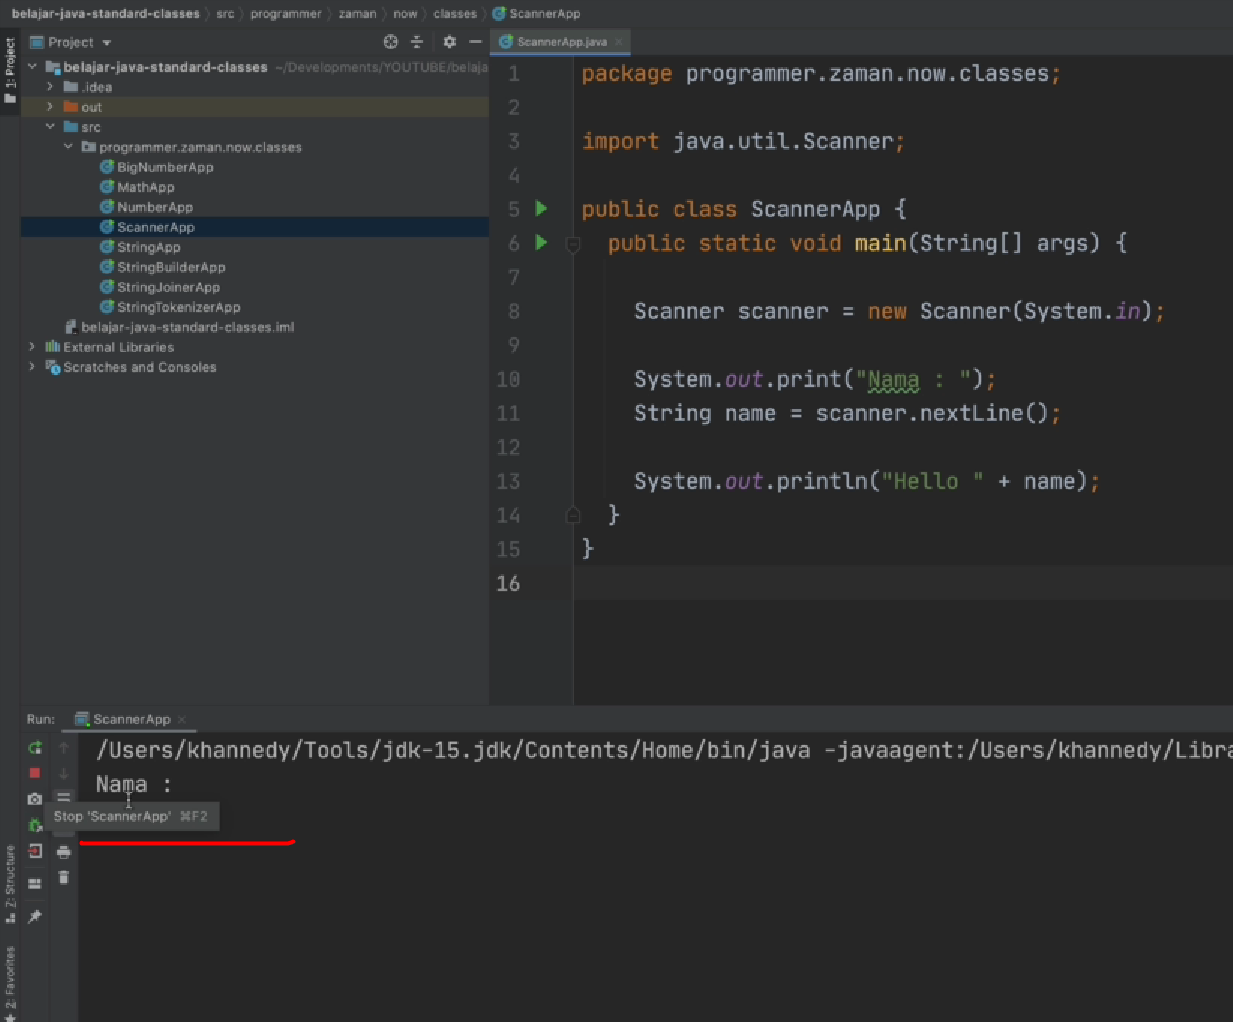 belajar-java-standard-classes src programmer zaman now classes ScannerApp
1: Project
Project
ScannerApp.java
belajar-java-standard-classes ~/Developments/YOUTUBE/belaja
.idea
out
src
programmer.zaman.now.classes
BigNumberApp
MathApp
NumberApp
ScannerApp
StringApp
StringBuilderApp
StringJoinerApp
StringTokenizerApp
belajar-java-standard-classes.iml
External Libraries
Scratches and Consoles
1 package programmer.zaman.now.classes;
2
3 import java.util.Scanner;
4
5 public class ScannerApp {
6 public static void main(String[] args) {
7
8 Scanner scanner = new Scanner(System.in);
9
10 System.out.print("Nama : ");
11 String name = scanner.nextLine();
12
13 System.out.println("Hello " + name);
14 }
15 }
16
Run: ScannerApp
/Users/khannedy/Tools/jdk-15.jdk/Contents/Home/bin/java -javaagent:/Users/khannedy/Libra
Nama :
Stop 'ScannerApp' ⌘F2
Z: Structure
2: Favorites